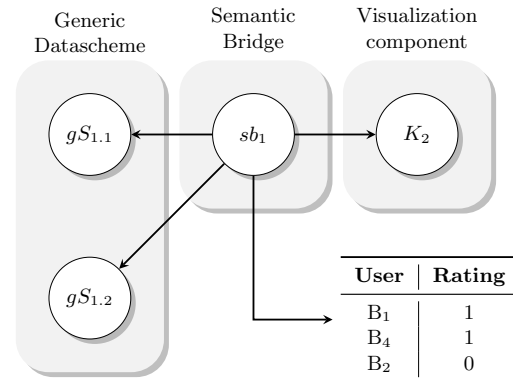 Generic
Datascheme
Semantic
Bridge
Visualization
component
gS1.1
sb1
K2
gS1.2
User Rating
B1 1
B4 1
B2 0